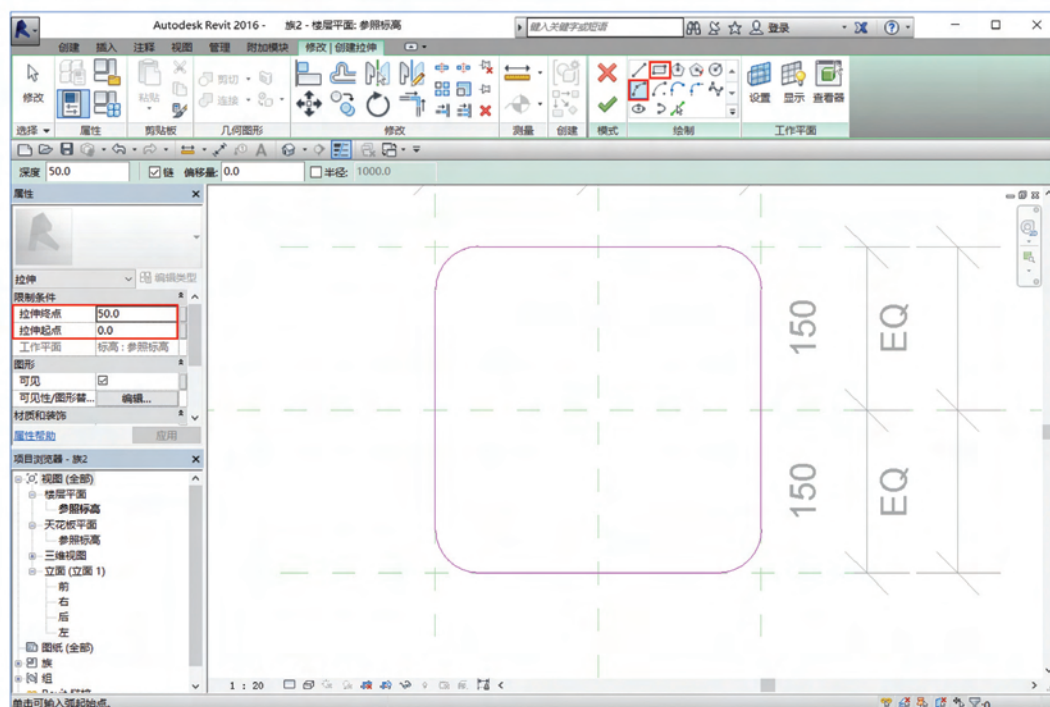 Autodesk Revit 2016 - 族2 - 楼层平面: 参照标高 键入关键字或短语 登录
创建 插入 注释 视图 管理 附加模块 修改 | 创建拉伸
修改 粘贴 剪切 连接 设置 显示 查看器
选择 属性 剪贴板 几何图形 修改 测量 创建 模式 绘制 工作平面
深度 50.0 链 偏移量: 0.0 半径: 1000.0
属性
拉伸 编辑类型
限制条件
拉伸终点 50.0
拉伸起点 0.0
工作平面 标高 : 参照标高
图形
可见
可见性/图形替... 编辑...
材质和装饰
属性帮助 应用
项目浏览器 - 族2
视图 (全部)
楼层平面
参照标高
天花板平面
参照标高
三维视图
立面 (立面 1)
前
右
后
左
图纸 (全部)
族
组
150 EQ
150 EQ
1 : 20
单击可输入弧起始点。 :0